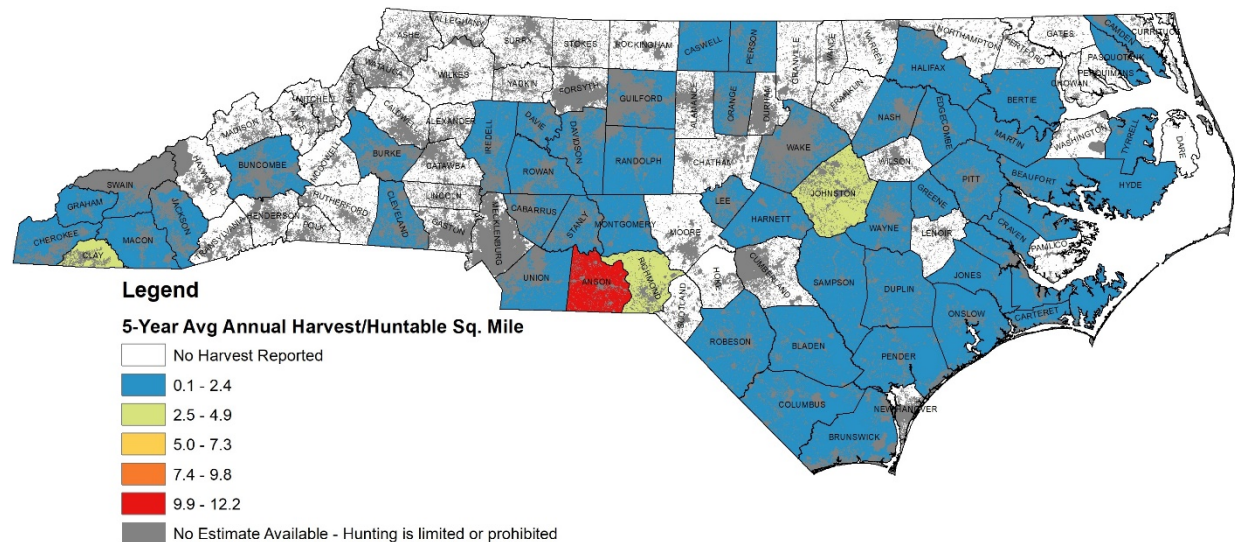 ALLEGHANY
ASHE
SURRY
STOKES
ROCKINGHAM
CASWELL
PERSON
GRANVILLE
VANCE
WARREN
NORTHAMPTON
HERTFORD
GATES
CAMDEN
CURRITUCK
PASQUOTANK
PERQUIMANS
CHOWAN
HALIFAX
WATAUGA
WILKES
YADKIN
FORSYTH
GUILFORD
ALAMANCE
ORANGE
DURHAM
FRANKLIN
NASH
EDGECOMBE
BERTIE
MARTIN
WASHINGTON
TYRRELL
DARE
MITCHELL
AVERY
CALDWELL
ALEXANDER
IREDELL
DAVIE
DAVIDSON
RANDOLPH
CHATHAM
WAKE
WILSON
MADISON
HAYWOOD
BUNCOMBE
MCDOWELL
BURKE
CATAWBA
ROWAN
JOHNSTON
GREENE
PITT
BEAUFORT
HYDE
SWAIN
GRAHAM
JACKSON
HENDERSON
RUTHERFORD
CLEVELAND
LINCOLN
GASTON
MECKLENBURG
CABARRUS
STANLY
MONTGOMERY
MOORE
LEE
HARNETT
WAYNE
LENOIR
CRAVEN
PAMLICO
CHEROKEE
MACON
CLAY
TRANSYLVANIA
POLK
UNION
ANSON
RICHMOND
SCOTLAND
HOKE
CUMBERLAND
SAMPSON
DUPLIN
JONES
ONSLOW
CARTERET
ROBESON
BLADEN
PENDER
COLUMBUS
NEW HANOVER
BRUNSWICK
Legend
5-Year Avg Annual Harvest/Huntable Sq. Mile
No Harvest Reported
0.1 - 2.4
2.5 - 4.9
5.0 - 7.3
7.4 - 9.8
9.9 - 12.2
No Estimate Available - Hunting is limited or prohibited